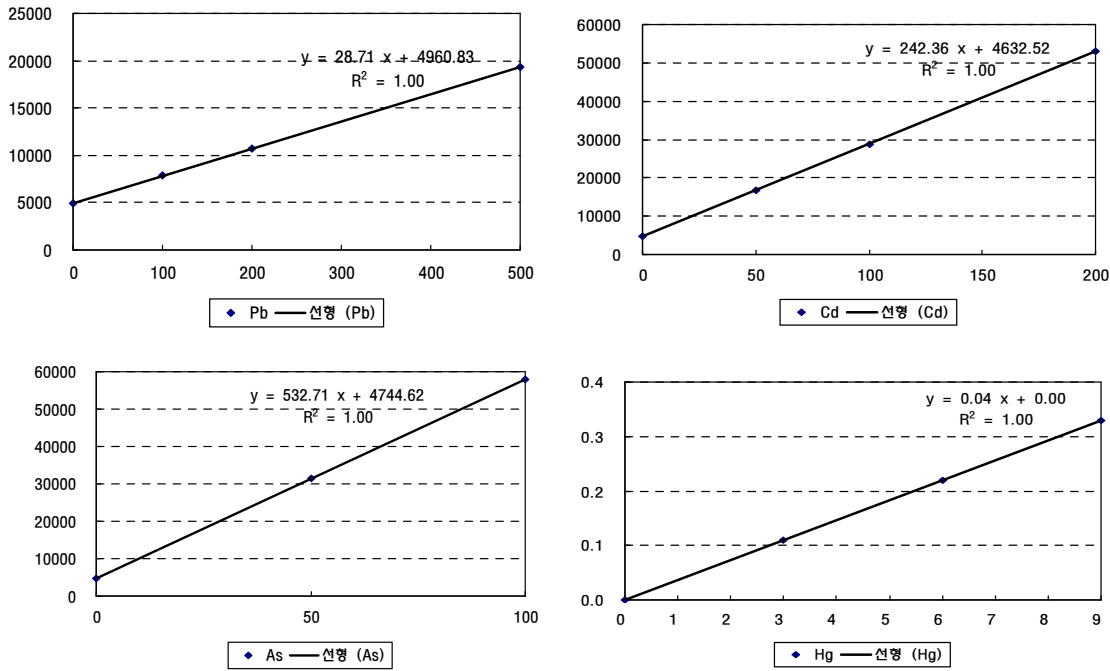 25000
20000
15000
10000
5000
0
y = 28.71 x + 4960.83
R² = 1.00
0 100 200 300 400 500
Pb 선형 (Pb)
60000
50000
40000
30000
20000
10000
0
y = 242.36 x + 4632.52
R² = 1.00
0 50 100 150 200
Cd 선형 (Cd)
60000
50000
40000
30000
20000
10000
0
y = 532.71 x + 4744.62
R² = 1.00
0 50 100
As 선형 (As)
0.4
0.3
0.2
0.1
0.0
y = 0.04 x + 0.00
R² = 1.00
0 1 2 3 4 5 6 7 8 9
Hg 선형 (Hg)